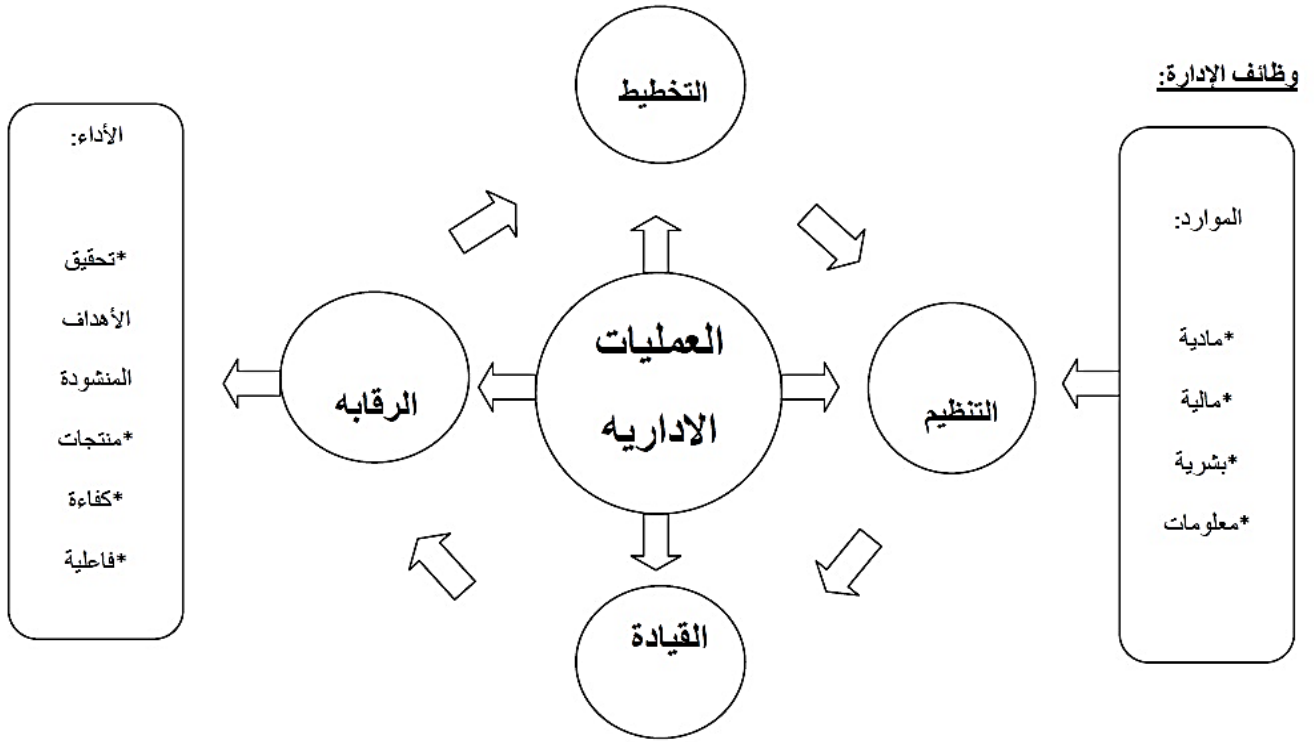 وظائف الإدارة:
الموارد:
*مادية
*مالية
*بشرية
*معلومات
التخطيط
التنظيم
العمليات
الاداريه
الرقابه
القيادة
الأداء:
*تحقيق
الأهداف
المنشودة
*منتجات
*كفاءة
*فاعلية